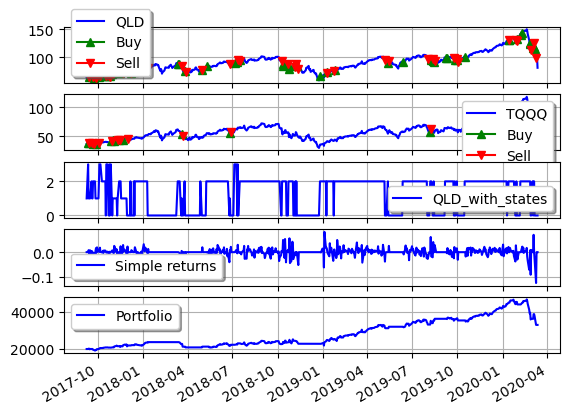 150
100
QLD
Buy
Sell
100
50
TQQQ
Buy
Sell
2
0
QLD_with_states
0.0
−0.1
Simple returns
40000
20000
Portfolio
2017-10
2018-01
2018-04
2018-07
2018-10
2019-01
2019-04
2019-07
2019-10
2020-01
2020-04